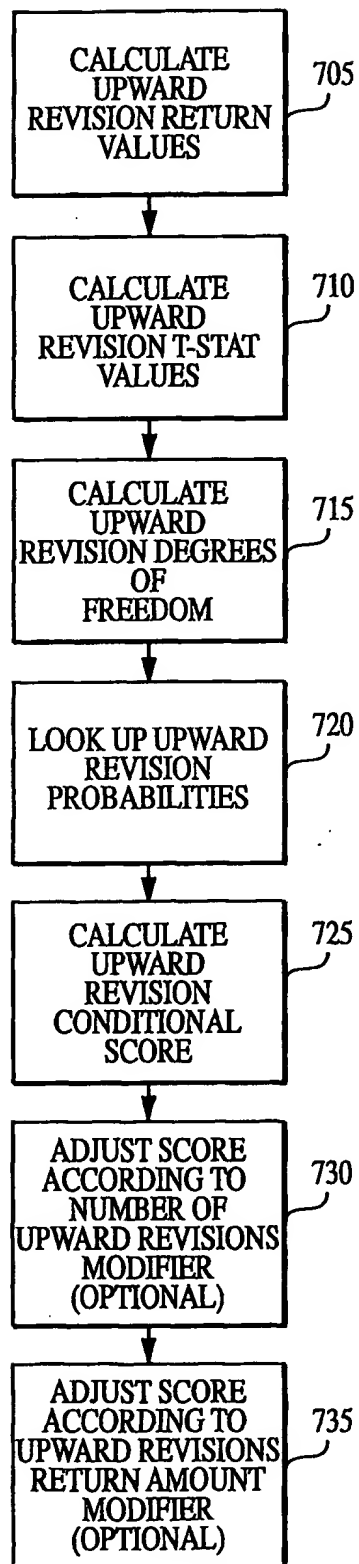 CALCULATE
UPWARD
REVISION RETURN
VALUES
705
CALCULATE
UPWARD
REVISION T-STAT
VALUES
710
CALCULATE
UPWARD
REVISION DEGREES
OF
FREEDOM
715
LOOK UP UPWARD
REVISION
PROBABILITIES
720
CALCULATE
UPWARD
REVISION
CONDITIONAL
SCORE
725
ADJUST SCORE
ACCORDING TO
NUMBER OF
UPWARD REVISIONS
MODIFIER
(OPTIONAL)
730
ADJUST SCORE
ACCORDING TO
UPWARD REVISIONS
RETURN AMOUNT
MODIFIER
(OPTIONAL)
735